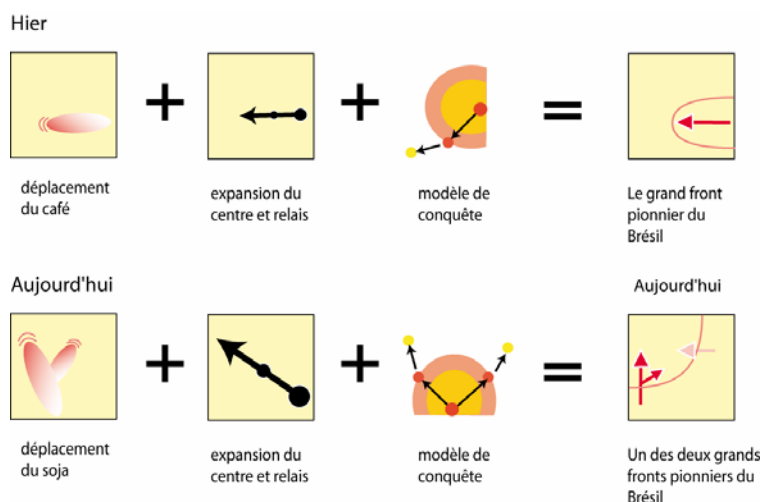 Hier
déplacement
du café
expansion du
centre et relais
modèle de
conquête
Le grand front
pionnier du
Brésil
Aujourd'hui
Aujourd'hui
déplacement
du soja
expansion du
centre et relais
modèle de
conquête
Un des deux grands
fronts pionniers du
Brésil